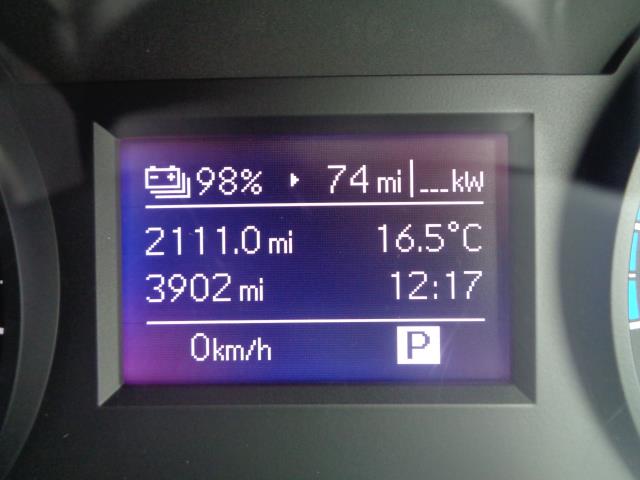 98% 74 mi ___kW
2111.0 mi 16.5°C
3902 mi 12:17
0km/h P